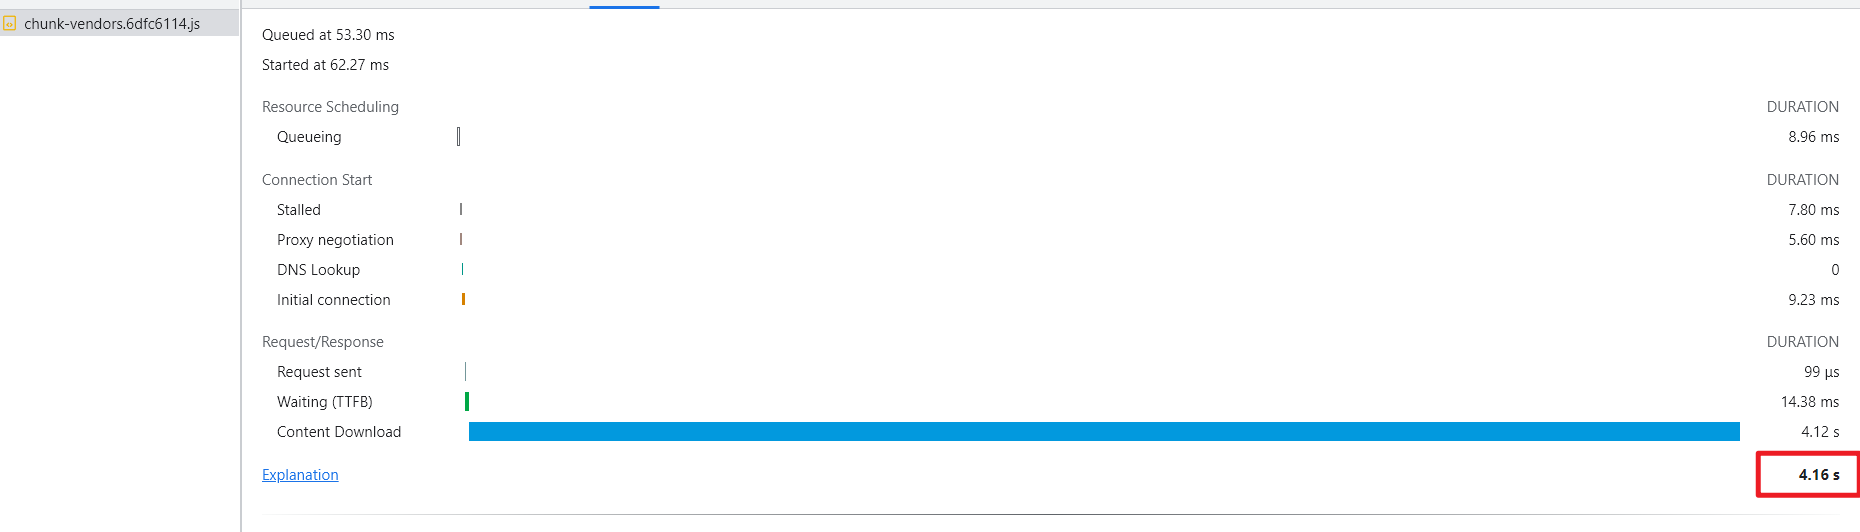 chunk-vendors.6dfc6114.js
Queued at 53.30 ms
Started at 62.27 ms
Resource Scheduling DURATION
Queueing 8.96 ms
Connection Start DURATION
Stalled 7.80 ms
Proxy negotiation 5.60 ms
DNS Lookup 0
Initial connection 9.23 ms
Request/Response DURATION
Request sent 99 µs
Waiting (TTFB) 14.38 ms
Content Download 4.12 s
Explanation 4.16 s